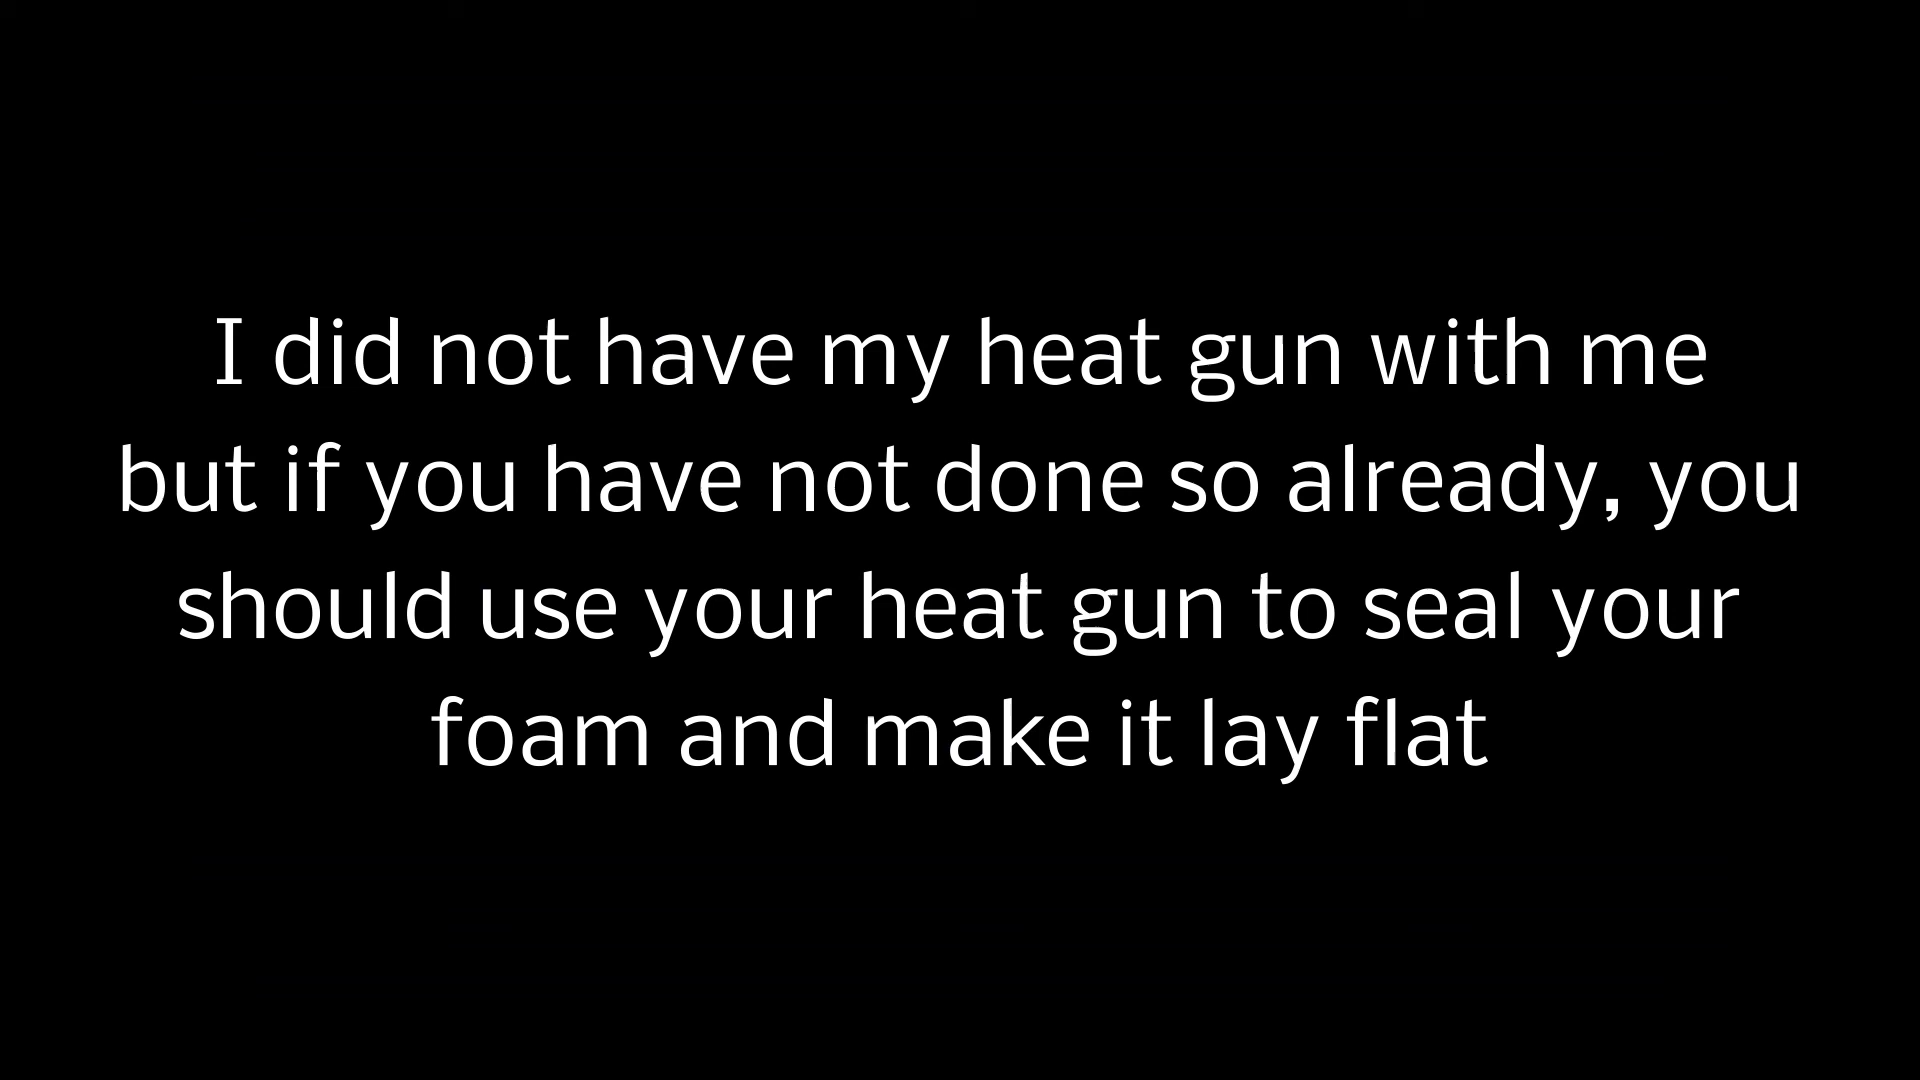 I did not have my heat gun with me
but if you have not done so already, you
should use your heat gun to seal your
foam and make it lay flat